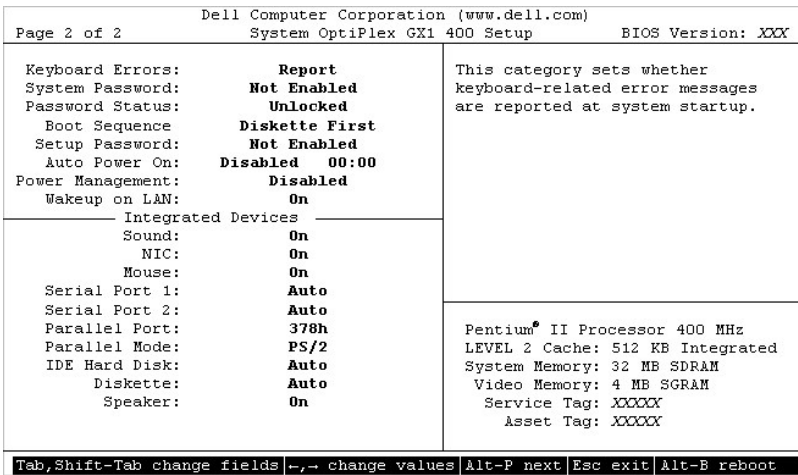 Dell Computer Corporation (www.dell.com)
Page 2 of 2 System OptiPlex GX1 400 Setup BIOS Version: XXX
Keyboard Errors: Report
System Password: Not Enabled
Password Status: Unlocked
Boot Sequence Diskette First
Setup Password: Not Enabled
Auto Power On: Disabled 00:00
Power Management: Disabled
Wakeup on LAN: On
Integrated Devices
Sound: On
NIC: On
Mouse: On
Serial Port 1: Auto
Serial Port 2: Auto
Parallel Port: 378h
Parallel Mode: PS/2
IDE Hard Disk: Auto
Diskette: Auto
Speaker: On
This category sets whether
keyboard-related error messages
are reported at system startup.
Pentium® II Processor 400 MHz
LEVEL 2 Cache: 512 KB Integrated
System Memory: 32 MB SDRAM
Video Memory: 4 MB SGRAM
Service Tag: XXXXX
Asset Tag: XXXXX
Tab,Shift-Tab change fields|←,→ change values|Alt-P next|Esc exit|Alt-B reboot